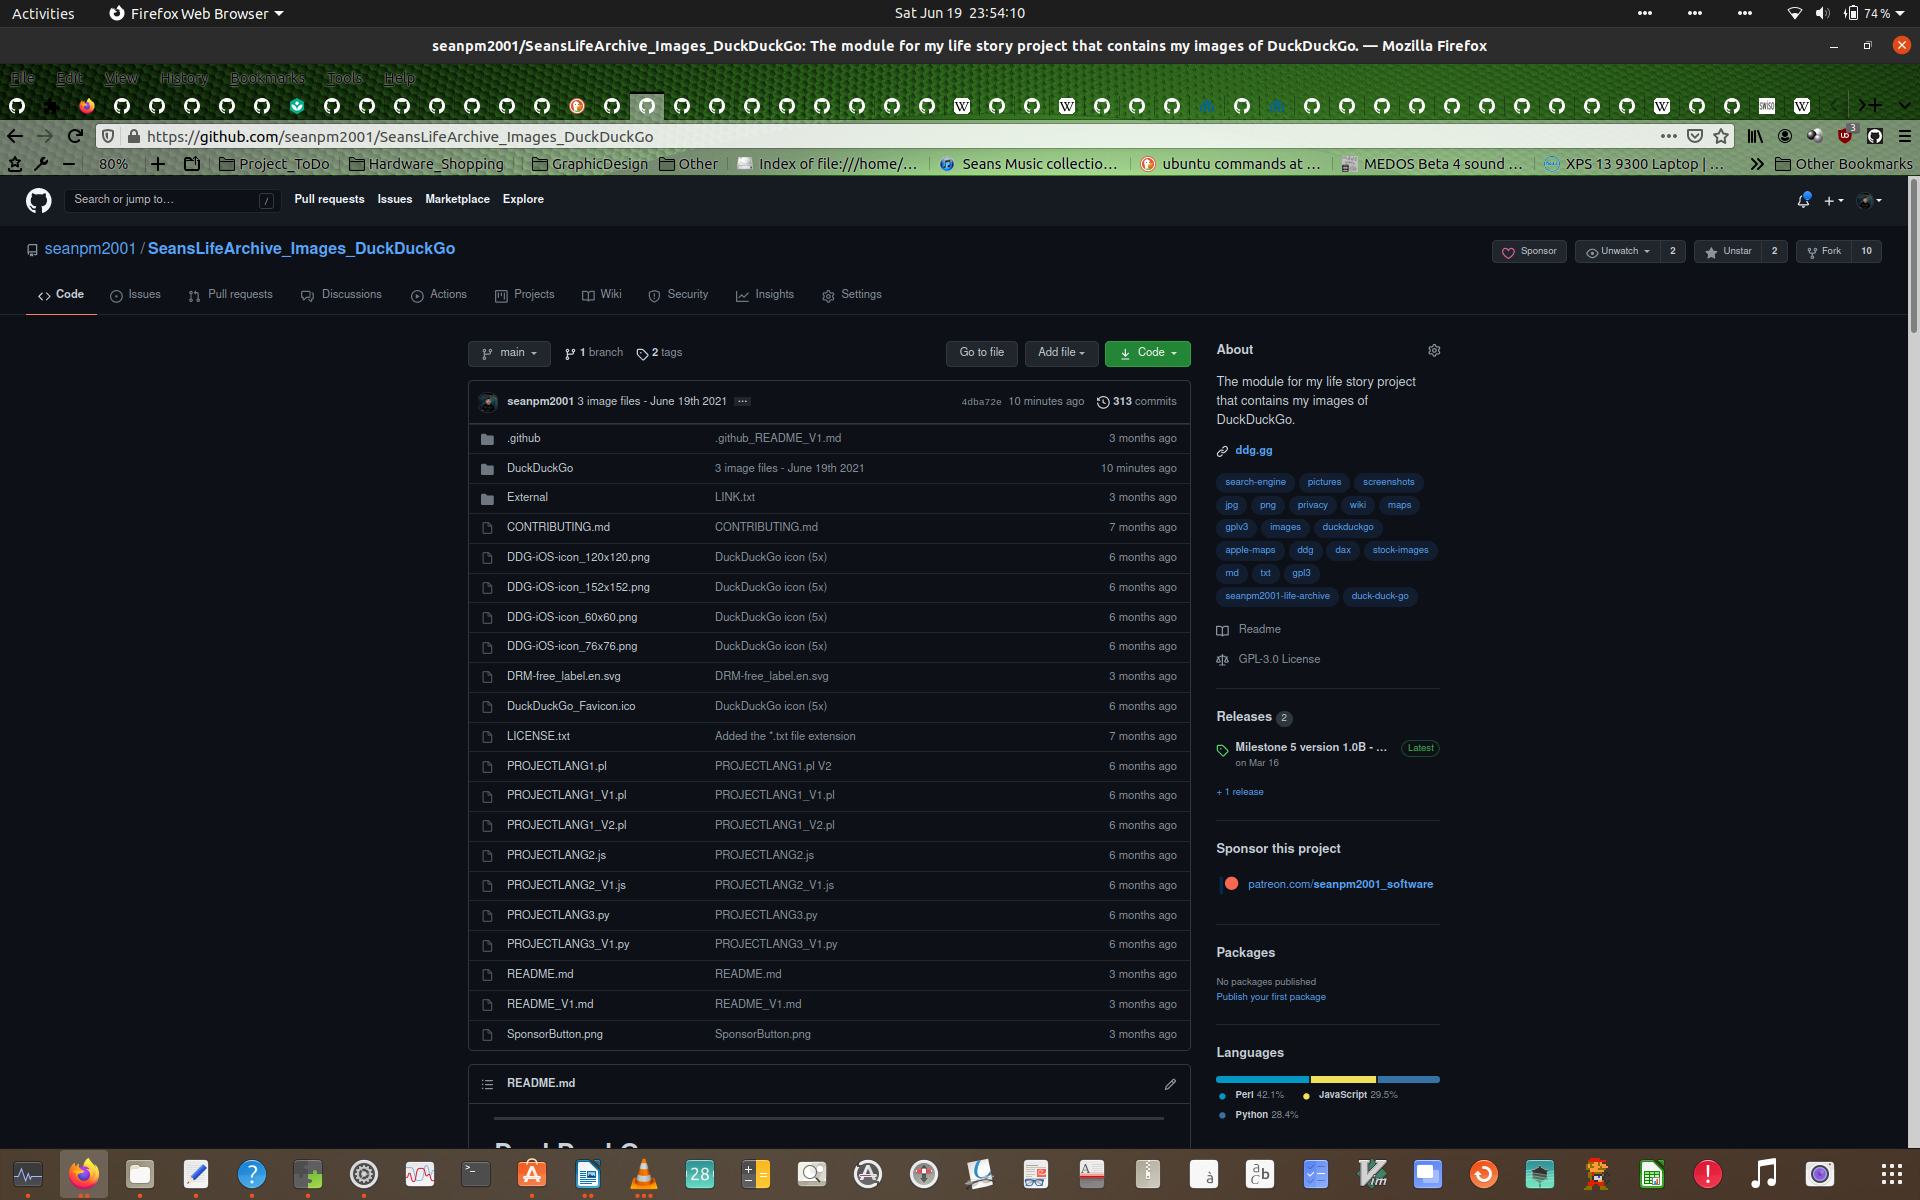 Activities
Firefox Web Browser
Sat Jun 19 23:54:10
74 %
seanpm2001/SeansLifeArchive_Images_DuckDuckGo: The module for my life story project that contains my images of DuckDuckGo. — Mozilla Firefox
File Edit View History Bookmarks Tools Help
https://github.com/seanpm2001/SeansLifeArchive_Images_DuckDuckGo
3
80%
Project_ToDo
Hardware_Shopping
GraphicDesign
Other
Index of file:///home/...
Seans Music collectio...
ubuntu commands at ...
MEDOS Beta 4 sound ...
XPS 13 9300 Laptop | ...
Other Bookmarks
Search or jump to...
/
Pull requests Issues Marketplace Explore
seanpm2001 / SeansLifeArchive_Images_DuckDuckGo
Sponsor
Unwatch 2
Unstar 2
Fork 10
Code Issues Pull requests Discussions Actions Projects Wiki Security Insights Settings
main
1 branch
2 tags
Go to file
Add file
Code
seanpm2001 3 image files - June 19th 2021 ... 4dba72e 10 minutes ago 313 commits
.github .github_README_V1.md 3 months ago
DuckDuckGo 3 image files - June 19th 2021 10 minutes ago
External LINK.txt 3 months ago
CONTRIBUTING.md CONTRIBUTING.md 7 months ago
DDG-iOS-icon_120x120.png DuckDuckGo icon (5x) 6 months ago
DDG-iOS-icon_152x152.png DuckDuckGo icon (5x) 6 months ago
DDG-iOS-icon_60x60.png DuckDuckGo icon (5x) 6 months ago
DDG-iOS-icon_76x76.png DuckDuckGo icon (5x) 6 months ago
DRM-free_label.en.svg DRM-free_label.en.svg 3 months ago
DuckDuckGo_Favicon.ico DuckDuckGo icon (5x) 6 months ago
LICENSE.txt Added the *.txt file extension 7 months ago
PROJECTLANG1.pl PROJECTLANG1.pl V2 6 months ago
PROJECTLANG1_V1.pl PROJECTLANG1_V1.pl 6 months ago
PROJECTLANG1_V2.pl PROJECTLANG1_V2.pl 6 months ago
PROJECTLANG2.js PROJECTLANG2.js 6 months ago
PROJECTLANG2_V1.js PROJECTLANG2_V1.js 6 months ago
PROJECTLANG3.py PROJECTLANG3.py 6 months ago
PROJECTLANG3_V1.py PROJECTLANG3_V1.py 6 months ago
README.md README.md 3 months ago
README_V1.md README_V1.md 3 months ago
SponsorButton.png SponsorButton.png 3 months ago
README.md
About
The module for my life story project
that contains my images of
DuckDuckGo.
ddg.gg
search-engine pictures screenshots
jpg png privacy wiki maps
gplv3 images duckduckgo
apple-maps ddg dax stock-images
md txt gpl3
seanpm2001-life-archive duck-duck-go
Readme
GPL-3.0 License
Releases 2
Milestone 5 version 1.0B - ... Latest
on Mar 16
+ 1 release
Sponsor this project
patreon.com/seanpm2001_software
Packages
No packages published
Publish your first package
Languages
Perl 42.1% JavaScript 29.5%
Python 28.4%
28